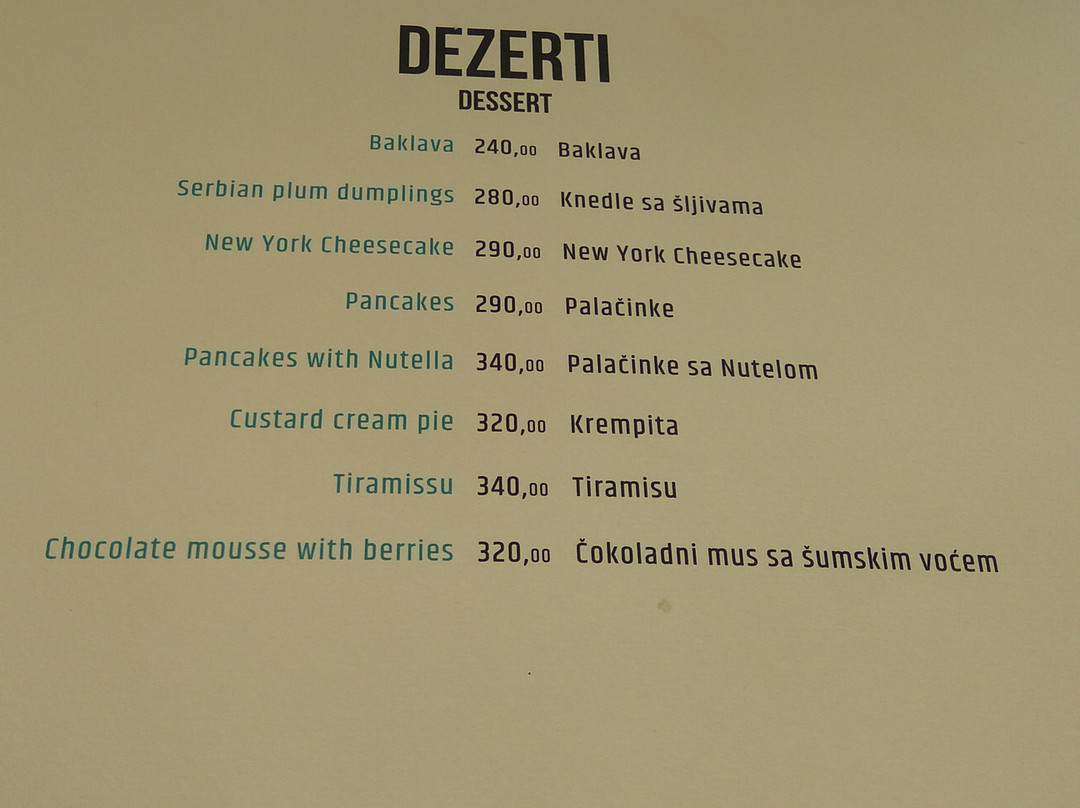 DEZERTI
DESSERT
Baklava 240,00 Baklava
Serbian plum dumplings 280,00 Knedle sa šljivama
New York Cheesecake 290,00 New York Cheesecake
Pancakes 290,00 Palačinke
Pancakes with Nutella 340,00 Palačinke sa Nutelom
Custard cream pie 320,00 Krempita
Tiramissu 340,00 Tiramisu
Chocolate mousse with berries 320,00 Čokoladni mus sa šumskim voćem